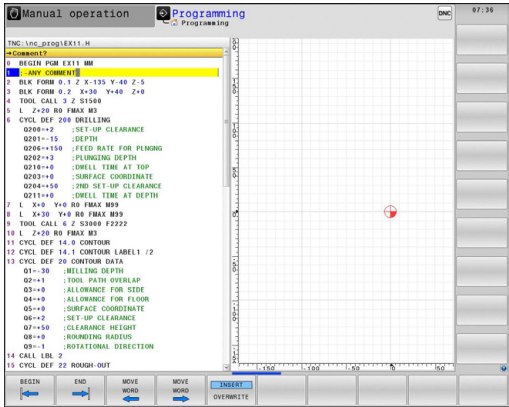 Manual operation
Programming
Programming
DNC
07:36
TNC:\nc_prog\EX11.H
→Comment?
0 BEGIN PGM EX11 MM
1 ;-ANY COMMENT
2 BLK FORM 0.1 Z X-135 Y-40 Z-5
3 BLK FORM 0.2 X+30 Y+40 Z+0
4 TOOL CALL 3 Z S1500
5 L Z+20 R0 FMAX M3
6 CYCL DEF 200 DRILLING
Q200=+2 ;SET-UP CLEARANCE
Q201=-15 ;DEPTH
Q206=+150 ;FEED RATE FOR PLNGNG
Q202=+3 ;PLUNGING DEPTH
Q210=+0 ;DWELL TIME AT TOP
Q203=+0 ;SURFACE COORDINATE
Q204=+50 ;2ND SET-UP CLEARANCE
Q211=+0 ;DWELL TIME AT DEPTH
7 L X+0 Y+0 R0 FMAX M99
8 L X+30 Y+0 R0 FMAX M99
9 TOOL CALL 6 Z S3000 F2222
10 L Z+20 R0 FMAX M3
11 CYCL DEF 14.0 CONTOUR
12 CYCL DEF 14.1 CONTOUR LABEL1 /2
13 CYCL DEF 20 CONTOUR DATA
Q1=-30 ;MILLING DEPTH
Q2=+1 ;TOOL PATH OVERLAP
Q3=+0 ;ALLOWANCE FOR SIDE
Q4=+0 ;ALLOWANCE FOR FLOOR
Q5=+0 ;SURFACE COORDINATE
Q6=+2 ;SET-UP CLEARANCE
Q7=+50 ;CLEARANCE HEIGHT
Q8=+0 ;ROUNDING RADIUS
Q9=-1 ;ROTATIONAL DIRECTION
14 CALL LBL 2
15 CYCL DEF 22 ROUGH-OUT
-150 -100 -50 0 50
BEGIN
END
MOVE WORD
MOVE WORD
INSERT
OVERWRITE